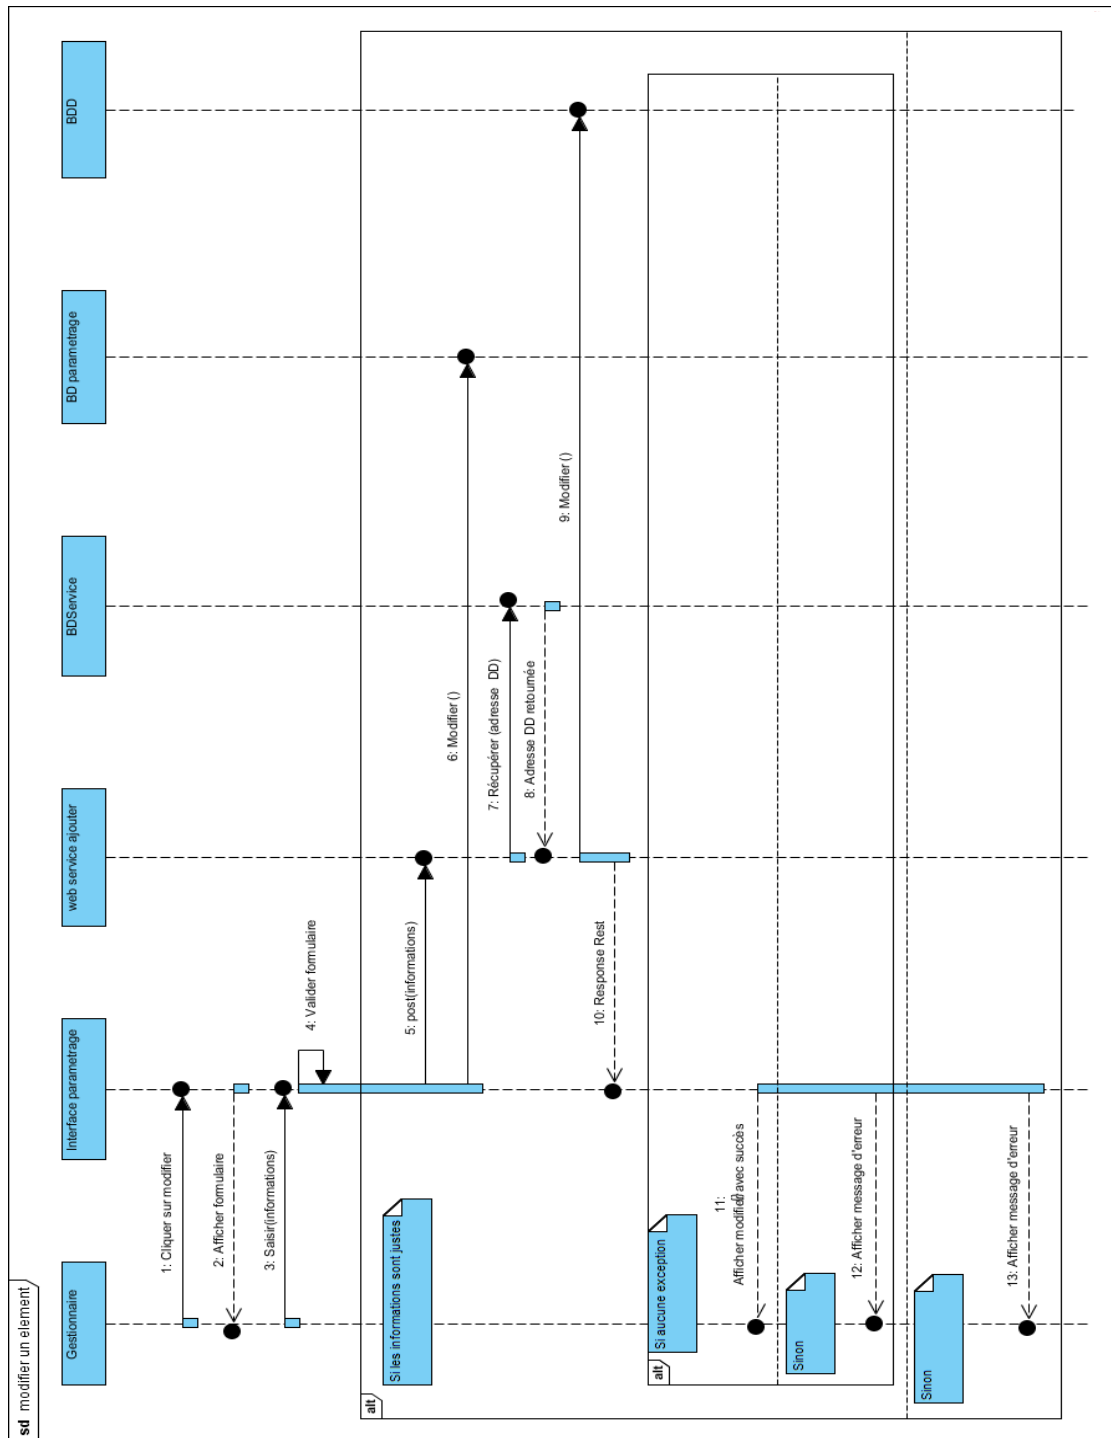 sd modifier un element
Gestionnaire
Interface parametrage
web service ajouter
BDService
BD parametrage
BDD
1: Cliquer sur modifier
2: Afficher formulaire
3: Saisir(informations)
4: Valider formulaire
alt
Si les informations sont justes
5: post(informations)
6: Modifier ()
7: Récupérer (adresse DD)
8: Adresse DD retournée
9: Modifier ()
10: Response Rest
alt
Si aucune exception
11:
Afficher modifier avec succès
Sinon
12: Afficher message d'erreur
Sinon
13: Afficher message d'erreur